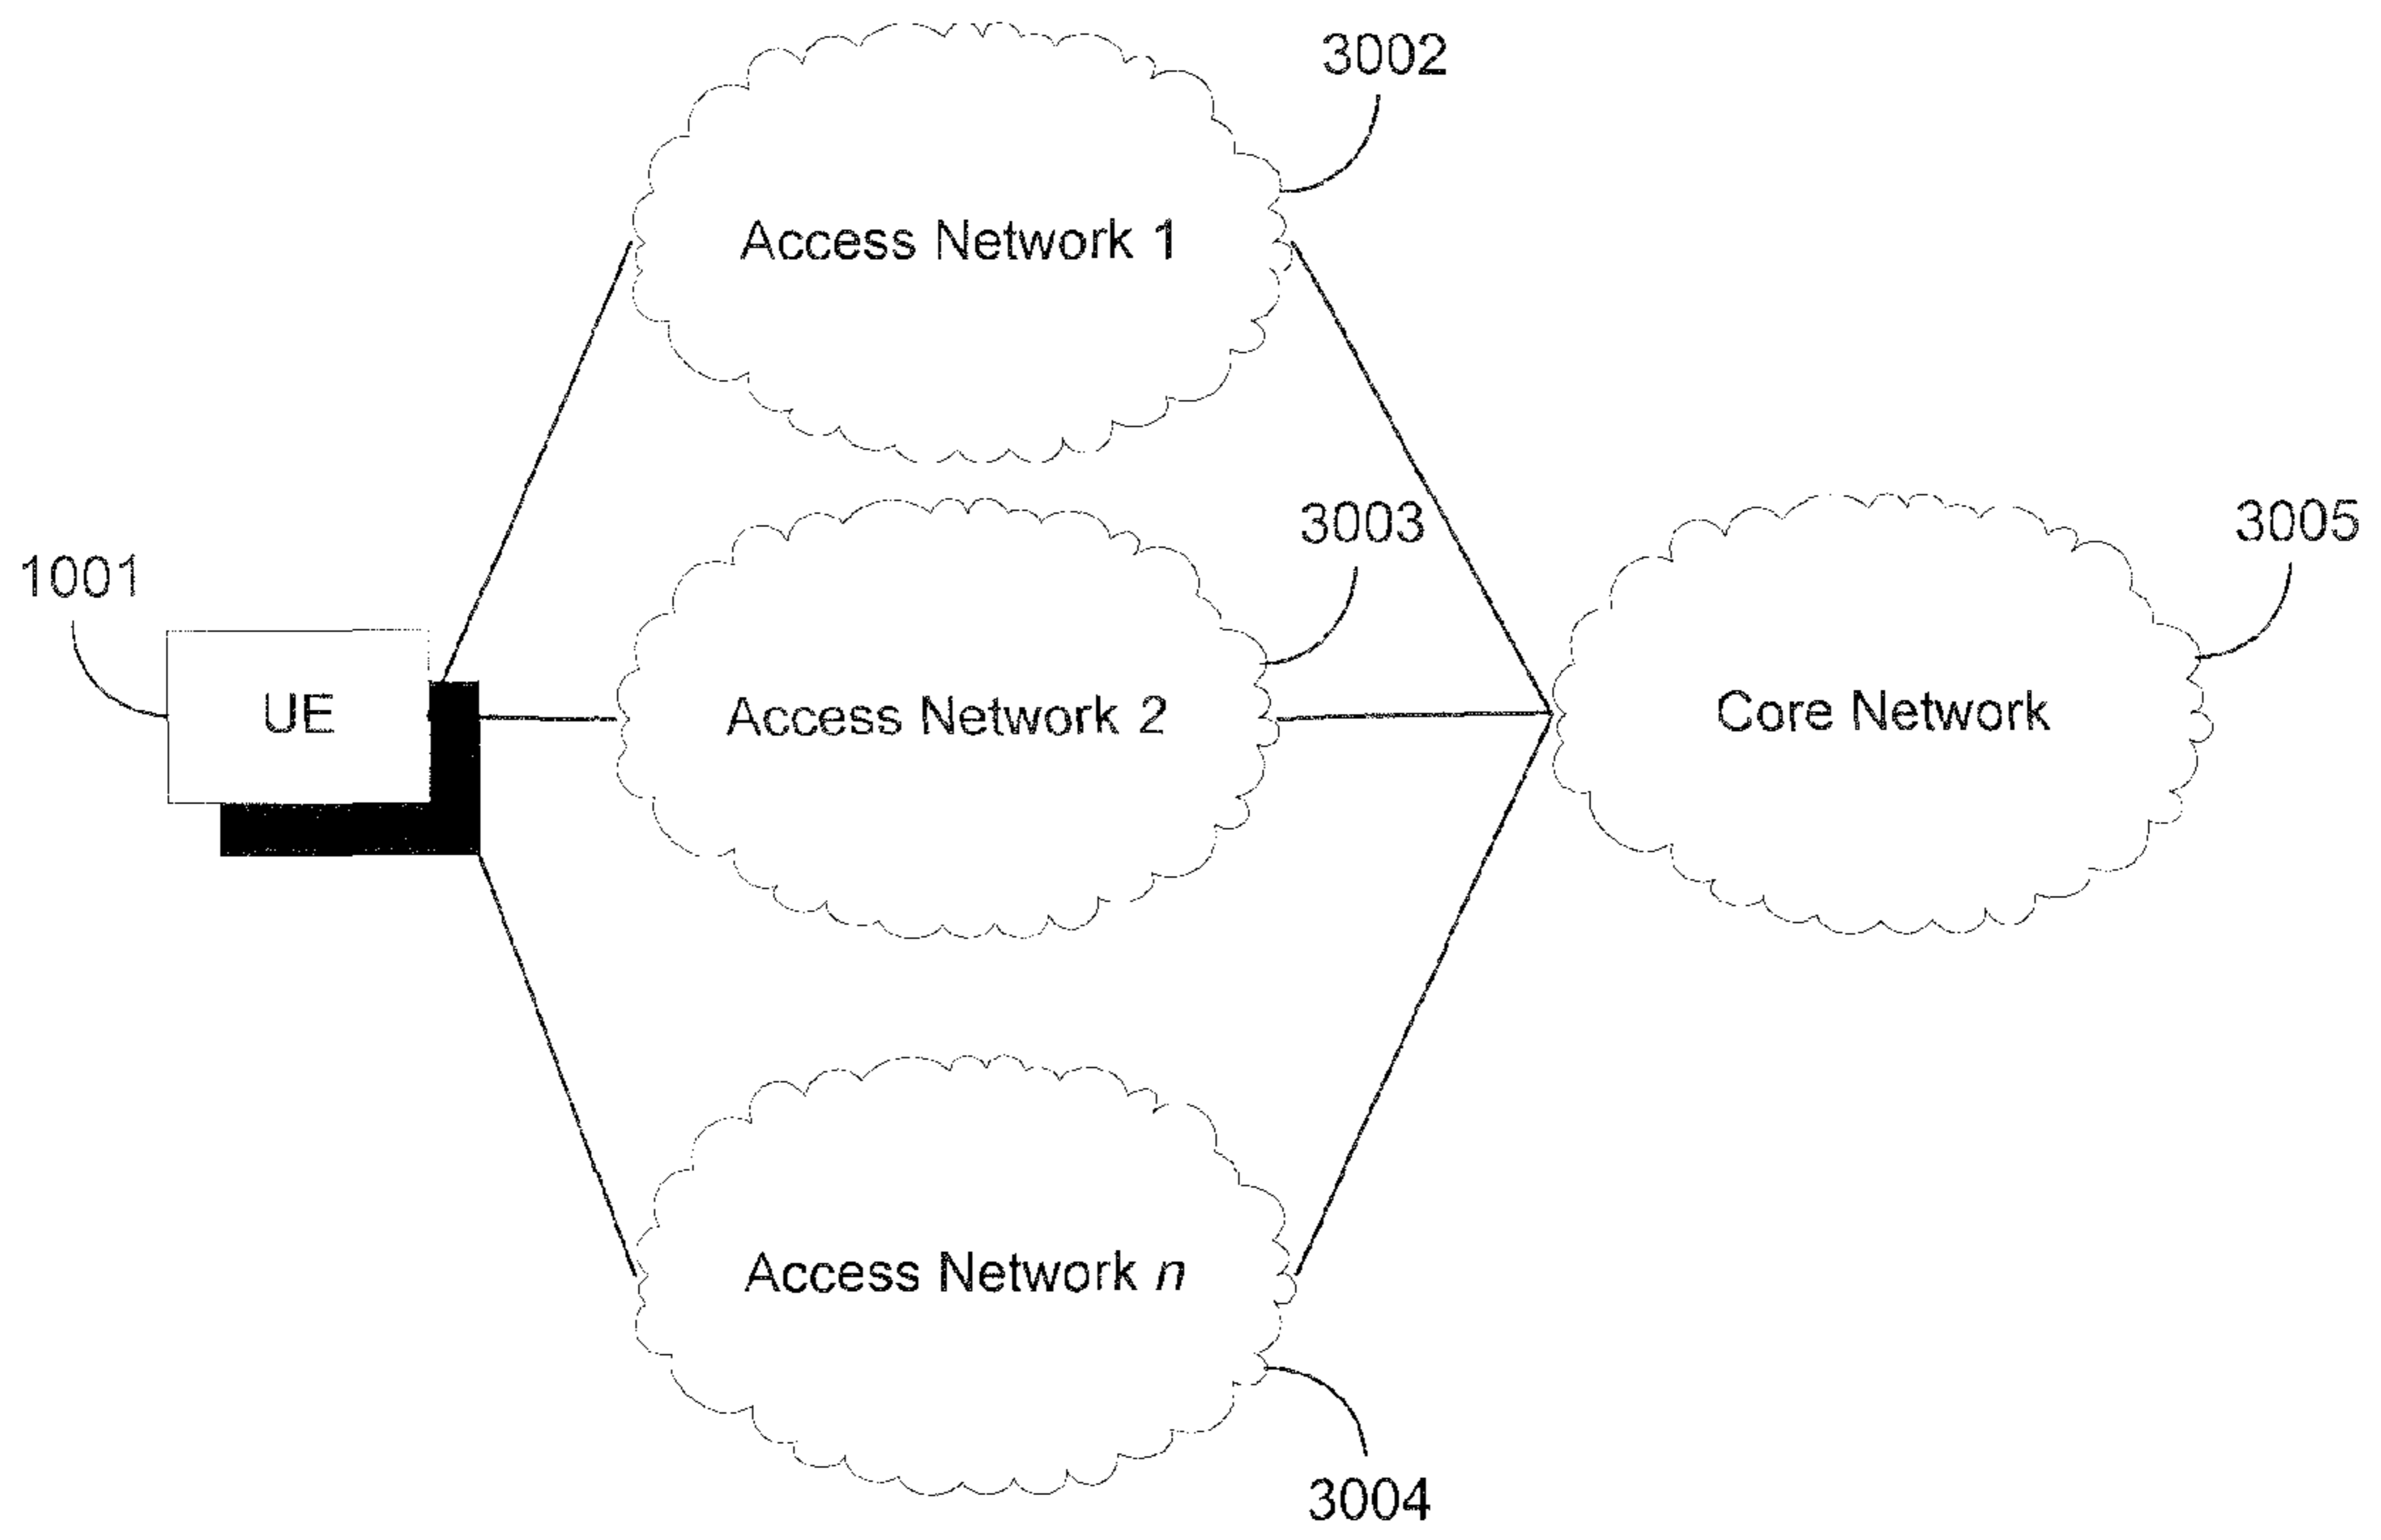 3002
Access Network 1
3003
3005
1001
UE
Access Network 2
Core Network
Access Network n
3004